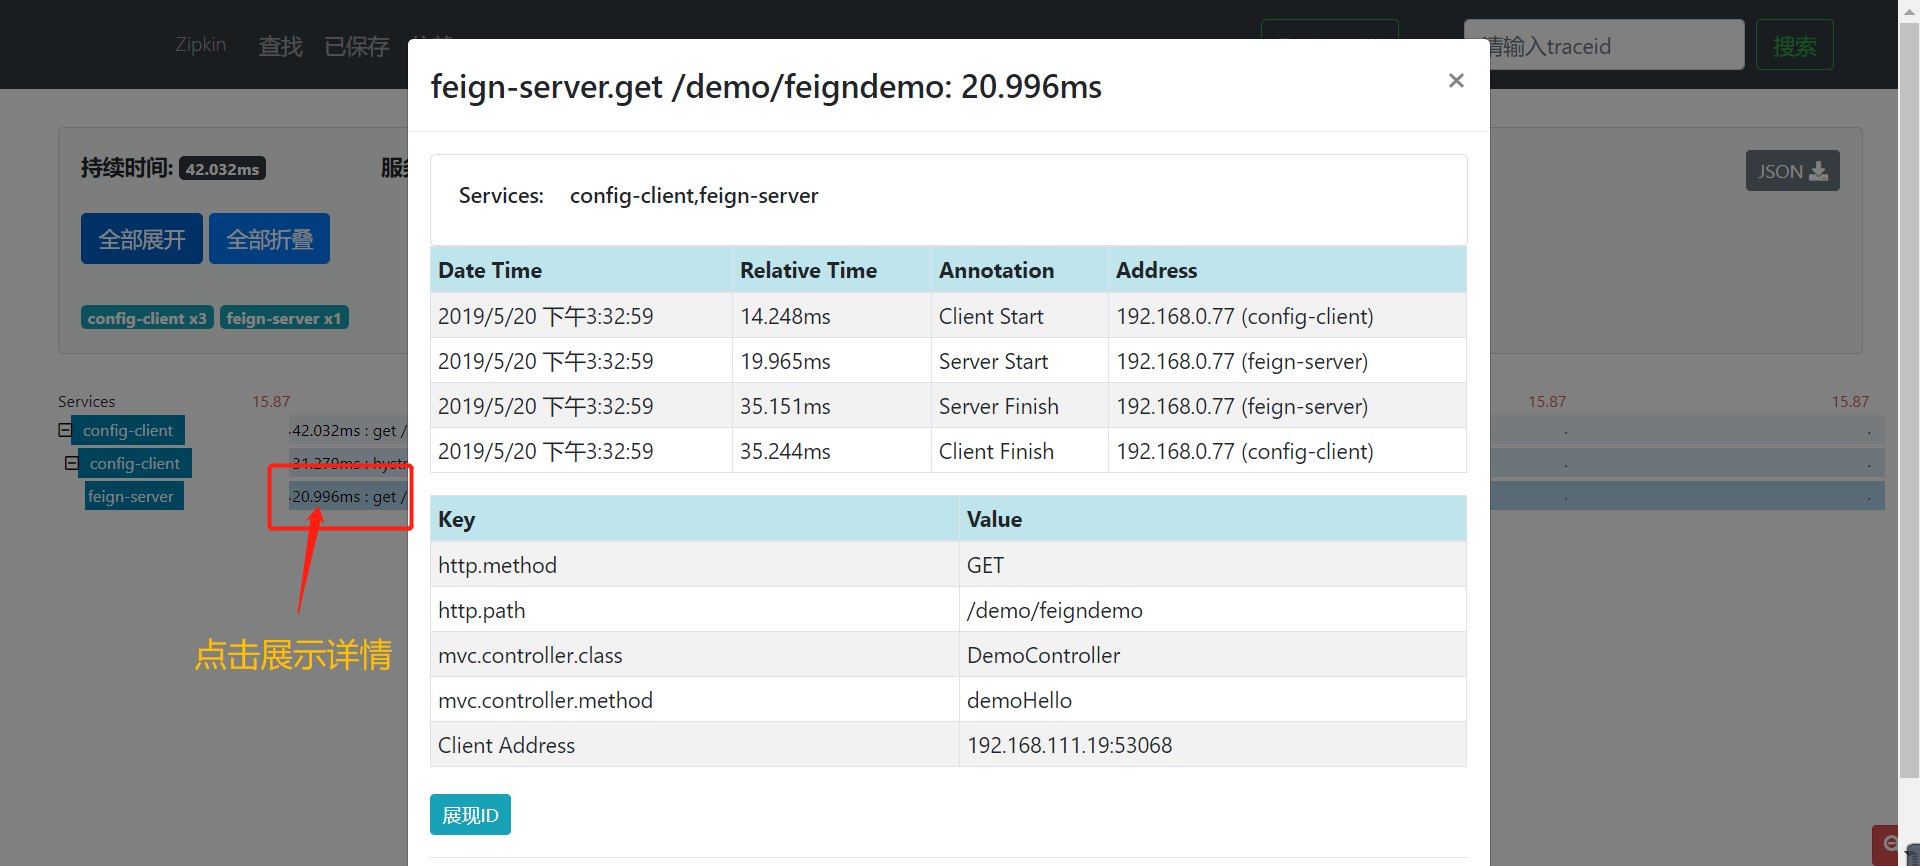 Zipkin 查找 已保存
请输入traceid 搜索
feign-server.get /demo/feigndemo: 20.996ms
×
持续时间: 42.032ms
JSON
全部展开 全部折叠
config-client x3 feign-server x1
Services: config-client,feign-server
Date Time Relative Time Annotation Address
2019/5/20 下午3:32:59 14.248ms Client Start 192.168.0.77 (config-client)
2019/5/20 下午3:32:59 19.965ms Server Start 192.168.0.77 (feign-server)
2019/5/20 下午3:32:59 35.151ms Server Finish 192.168.0.77 (feign-server)
2019/5/20 下午3:32:59 35.244ms Client Finish 192.168.0.77 (config-client)
Services 15.87 15.87 15.87
config-client .42.032ms : get /
config-client 31.279ms : hystr
feign-server .20.996ms : get /
点击展示详情
Key Value
http.method GET
http.path /demo/feigndemo
mvc.controller.class DemoController
mvc.controller.method demoHello
Client Address 192.168.111.19:53068
展现ID